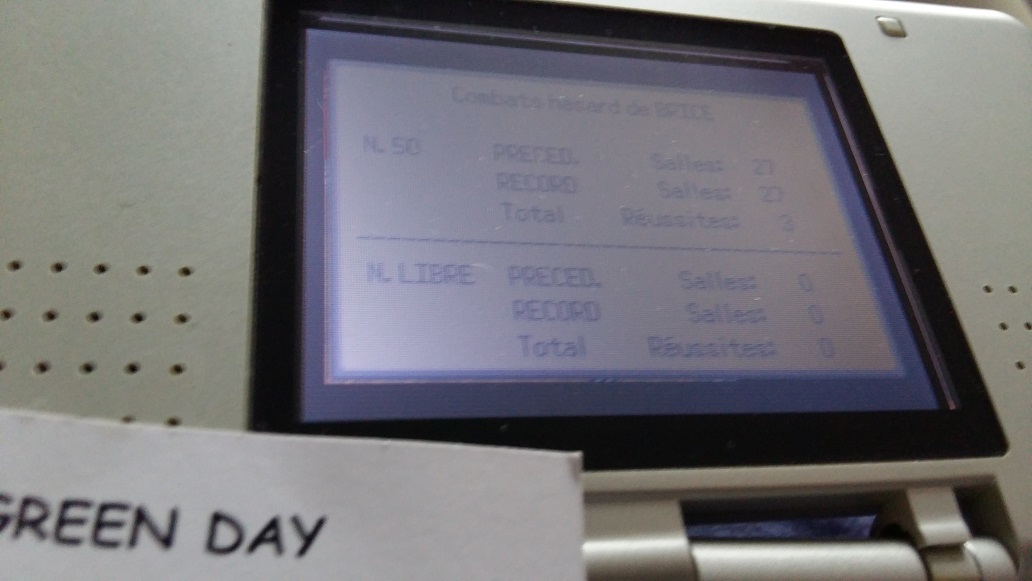 Combats hasard de BRICE
N. 50 PRECED. Salles: 27
RECORD Salles: 27
Total Réussites: 3
N. LIBRE PRECED. Salles: 0
RECORD Salles: 0
Total Réussites: 0
GREEN DAY